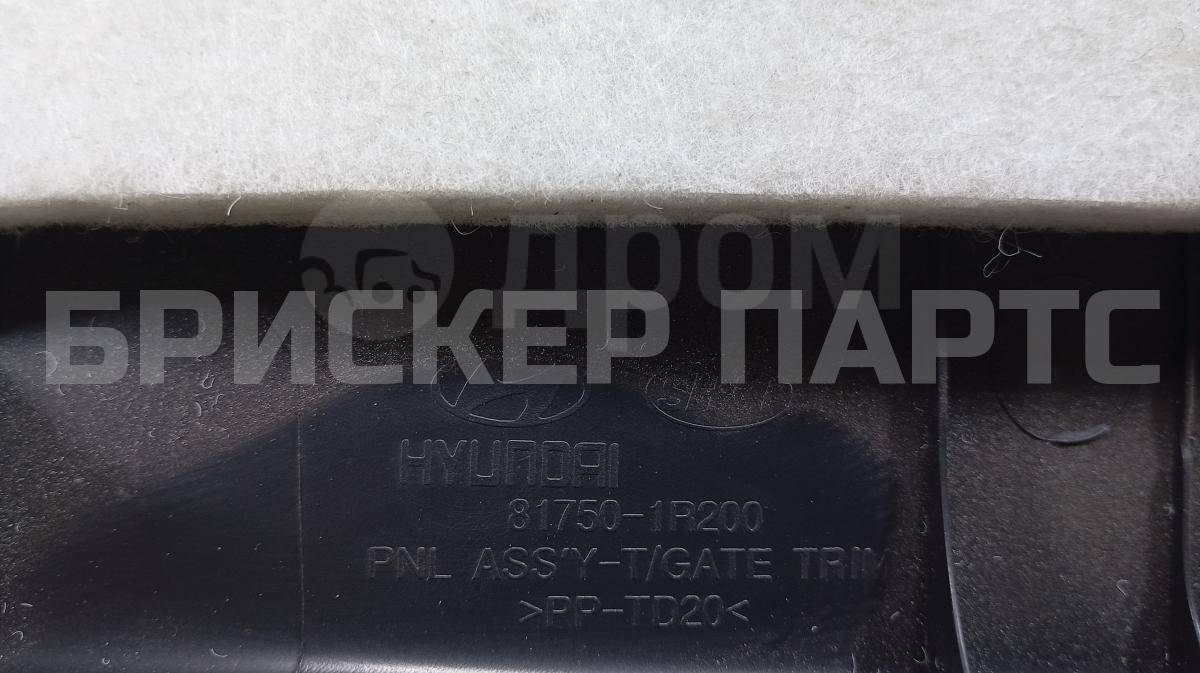 ДРОМ
БРИСКЕР ПАРТС
HYUNDAI
81750-1R200
PNL ASS'Y-T/GATE TRIM
>PP-TD20<